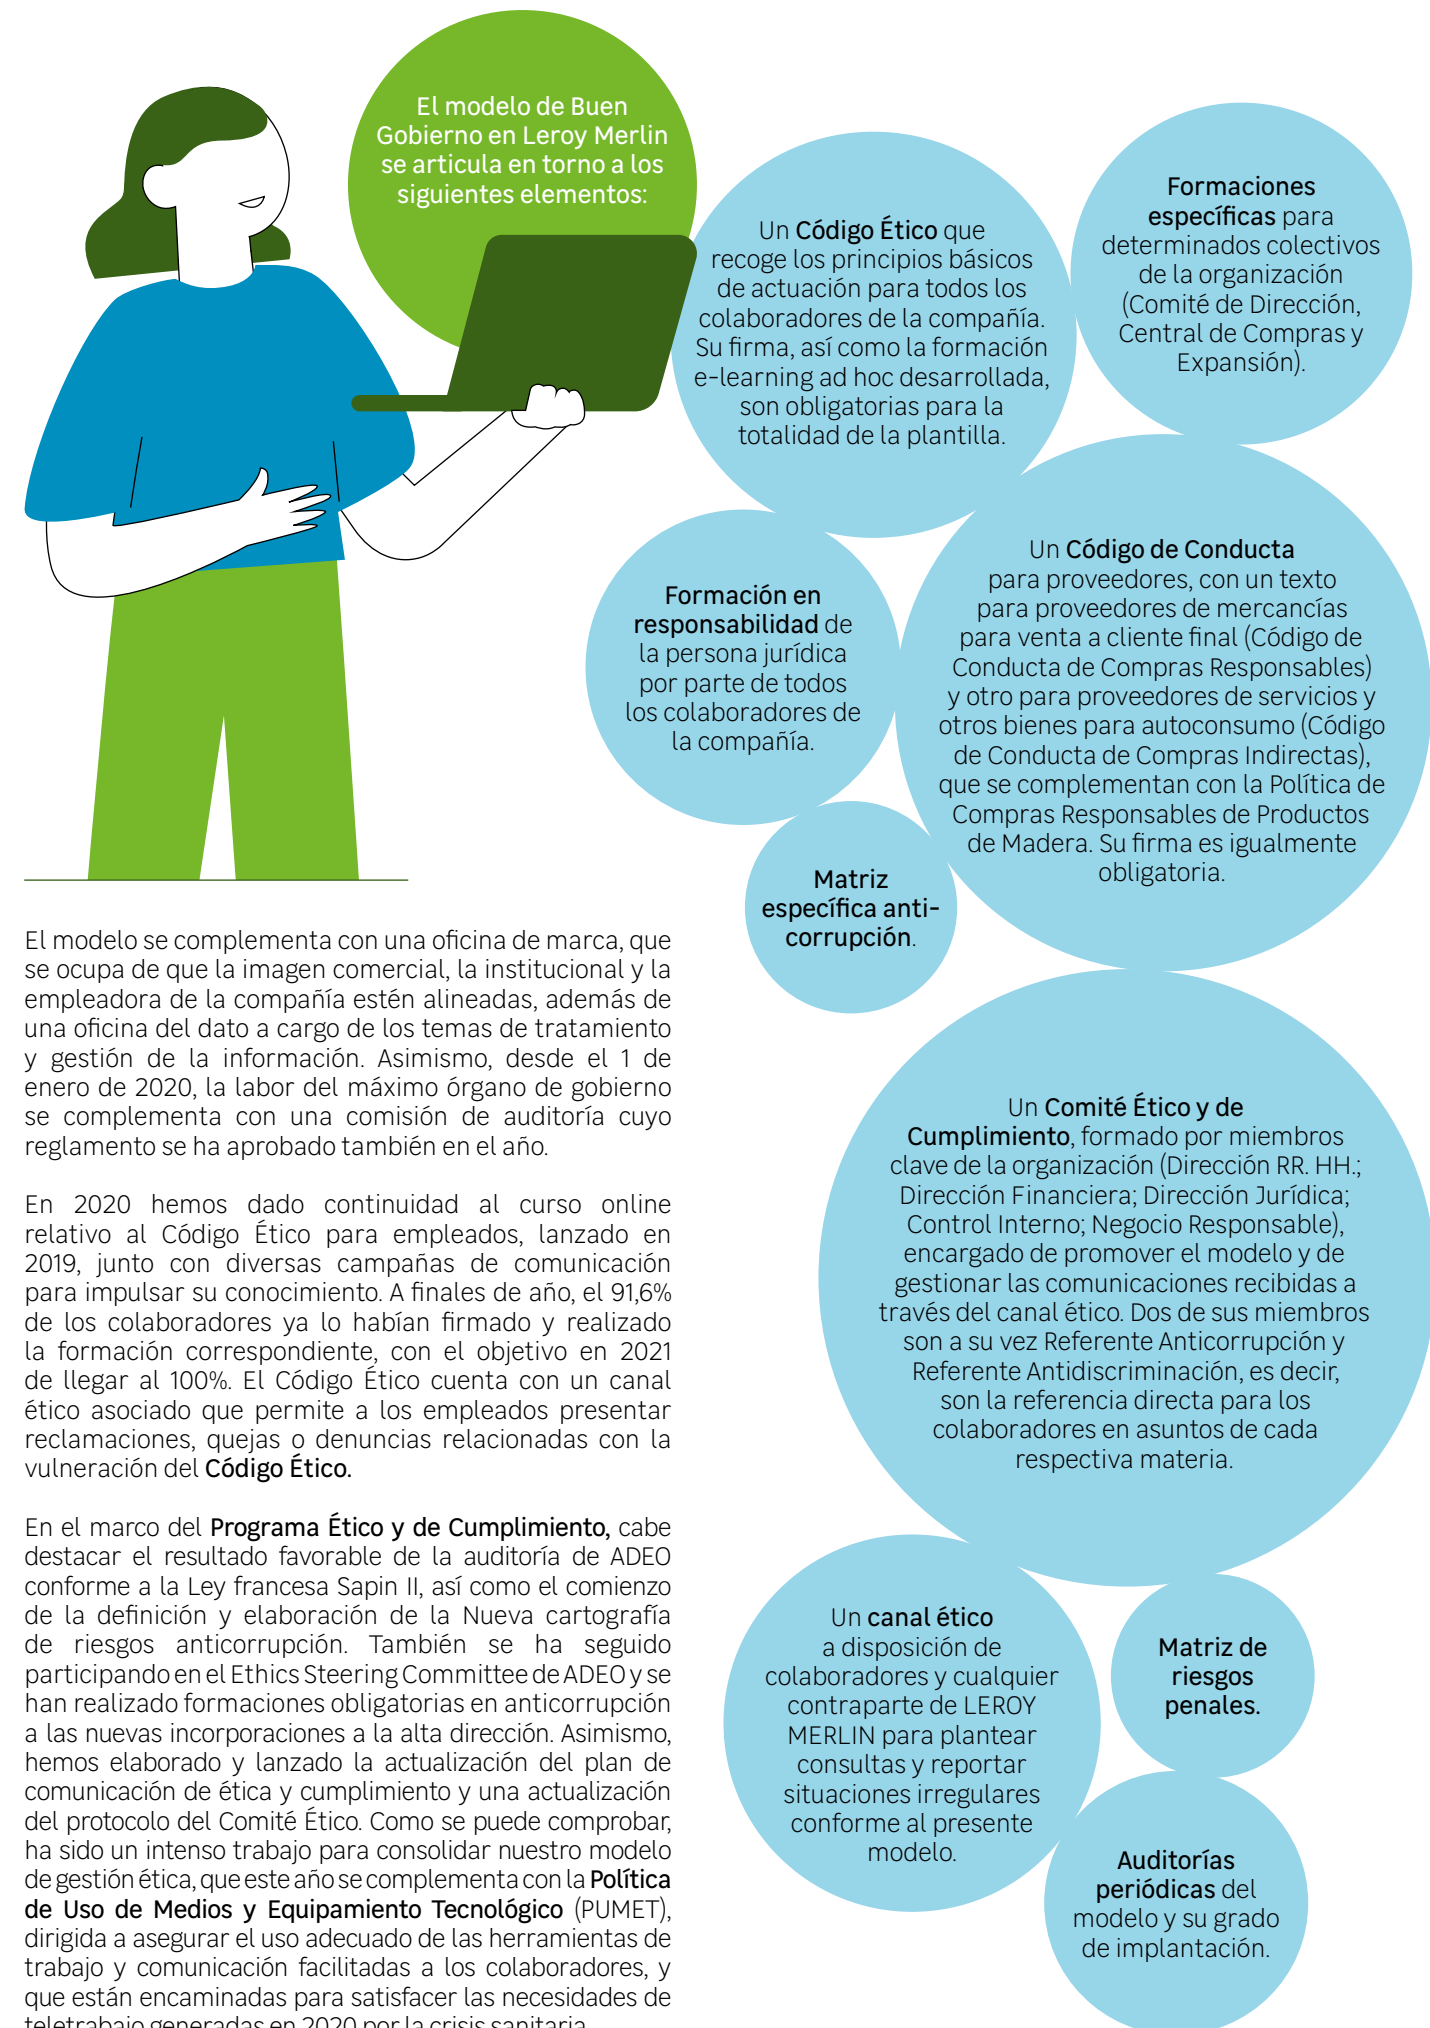 El modelo de Buen
Gobierno en Leroy Merlin
se articula en torno a los
siguientes elementos:
Un Código Ético que
recoge los principios básicos
de actuación para todos los
colaboradores de la compañía.
Su firma, así como la formación
e-learning ad hoc desarrollada,
son obligatorias para la
totalidad de la plantilla.
Formaciones
específicas para
determinados colectivos
de la organización
(Comité de Dirección,
Central de Compras y
Expansión).
Formación en
responsabilidad de
la persona jurídica
por parte de todos
los colaboradores de
la compañía.
Un Código de Conducta
para proveedores, con un texto
para proveedores de mercancías
para venta a cliente final (Código de
Conducta de Compras Responsables)
y otro para proveedores de servicios y
otros bienes para autoconsumo (Código
de Conducta de Compras Indirectas),
que se complementan con la Política de
Compras Responsables de Productos
de Madera. Su firma es igualmente
obligatoria.
Matriz
específica anti-
corrupción.
Un Comité Ético y de
Cumplimiento, formado por miembros
clave de la organización (Dirección RR. HH.;
Dirección Financiera; Dirección Jurídica;
Control Interno; Negocio Responsable),
encargado de promover el modelo y de
gestionar las comunicaciones recibidas a
través del canal ético. Dos de sus miembros
son a su vez Referente Anticorrupción y
Referente Antidiscriminación, es decir,
son la referencia directa para los
colaboradores en asuntos de cada
respectiva materia.
Un canal ético
a disposición de
colaboradores y cualquier
contraparte de LEROY
MERLIN para plantear
consultas y reportar
situaciones irregulares
conforme al presente
modelo.
Matriz de
riesgos
penales.
Auditorías
periódicas del
modelo y su grado
de implantación.
El modelo se complementa con una oficina de marca, que
se ocupa de que la imagen comercial, la institucional y la
empleadora de la compañía estén alineadas, además de
una oficina del dato a cargo de los temas de tratamiento
y gestión de la información. Asimismo, desde el 1 de
enero de 2020, la labor del máximo órgano de gobierno
se complementa con una comisión de auditoría cuyo
reglamento se ha aprobado también en el año.
En 2020 hemos dado continuidad al curso online
relativo al Código Ético para empleados, lanzado en
2019, junto con diversas campañas de comunicación
para impulsar su conocimiento. A finales de año, el 91,6%
de los colaboradores ya lo habían firmado y realizado
la formación correspondiente, con el objetivo en 2021
de llegar al 100%. El Código Ético cuenta con un canal
ético asociado que permite a los empleados presentar
reclamaciones, quejas o denuncias relacionadas con la
vulneración del Código Ético.
En el marco del Programa Ético y de Cumplimiento, cabe
destacar el resultado favorable de la auditoría de ADEO
conforme a la Ley francesa Sapin II, así como el comienzo
de la definición y elaboración de la Nueva cartografía
de riesgos anticorrupción. También se ha seguido
participando en el Ethics Steering Committee de ADEO y se
han realizado formaciones obligatorias en anticorrupción
a las nuevas incorporaciones a la alta dirección. Asimismo,
hemos elaborado y lanzado la actualización del plan de
comunicación de ética y cumplimiento y una actualización
del protocolo del Comité Ético. Como se puede comprobar,
ha sido un intenso trabajo para consolidar nuestro modelo
de gestión ética, que este año se complementa con la Política
de Uso de Medios y Equipamiento Tecnológico (PUMET),
dirigida a asegurar el uso adecuado de las herramientas de
trabajo y comunicación facilitadas a los colaboradores, y
que están encaminadas para satisfacer las necesidades de
teletrabajo generadas en 2020 por la crisis sanitaria.